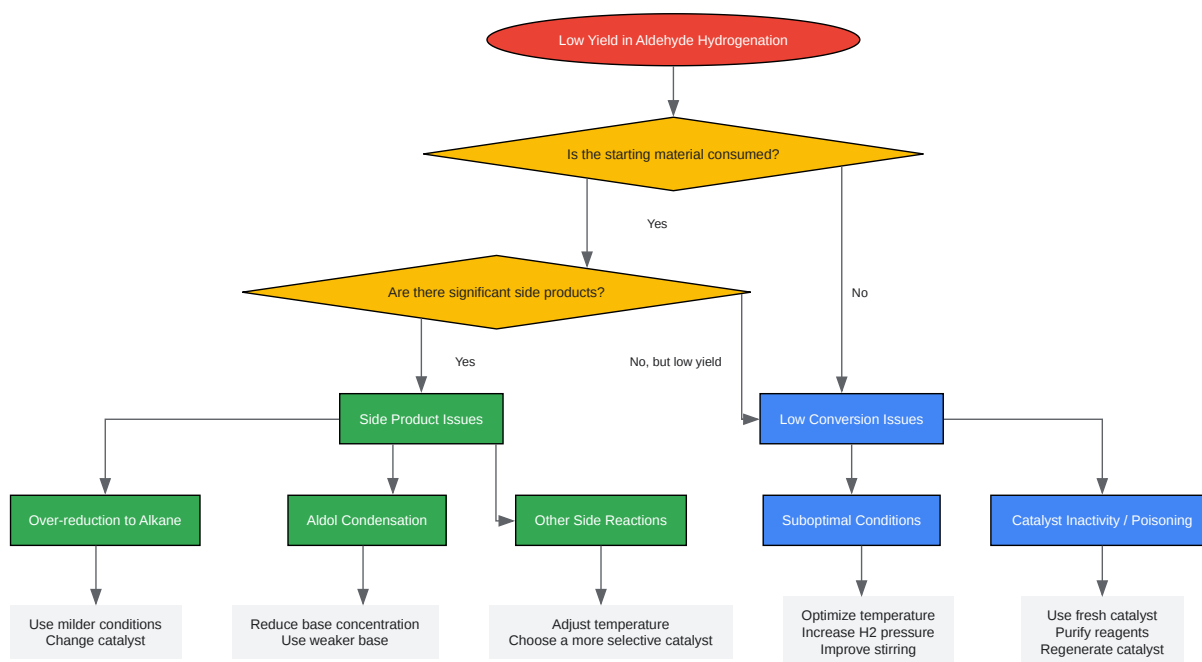 Low Yield in Aldehyde Hydrogenation
Is the starting material consumed?
Yes
Are there significant side products?
No
Yes
No, but low yield
Side Product Issues
Low Conversion Issues
Over-reduction to Alkane
Aldol Condensation
Other Side Reactions
Suboptimal Conditions
Catalyst Inactivity / Poisoning
Use milder conditions
Change catalyst
Reduce base concentration
Use weaker base
Adjust temperature
Choose a more selective catalyst
Optimize temperature
Increase H2 pressure
Improve stirring
Use fresh catalyst
Purify reagents
Regenerate catalyst